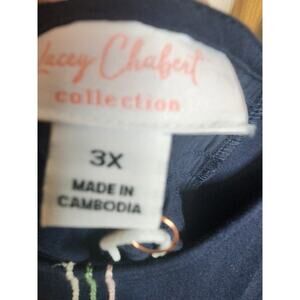 Lacey Chabert
collection
3X
MADE IN
CAMBODIA